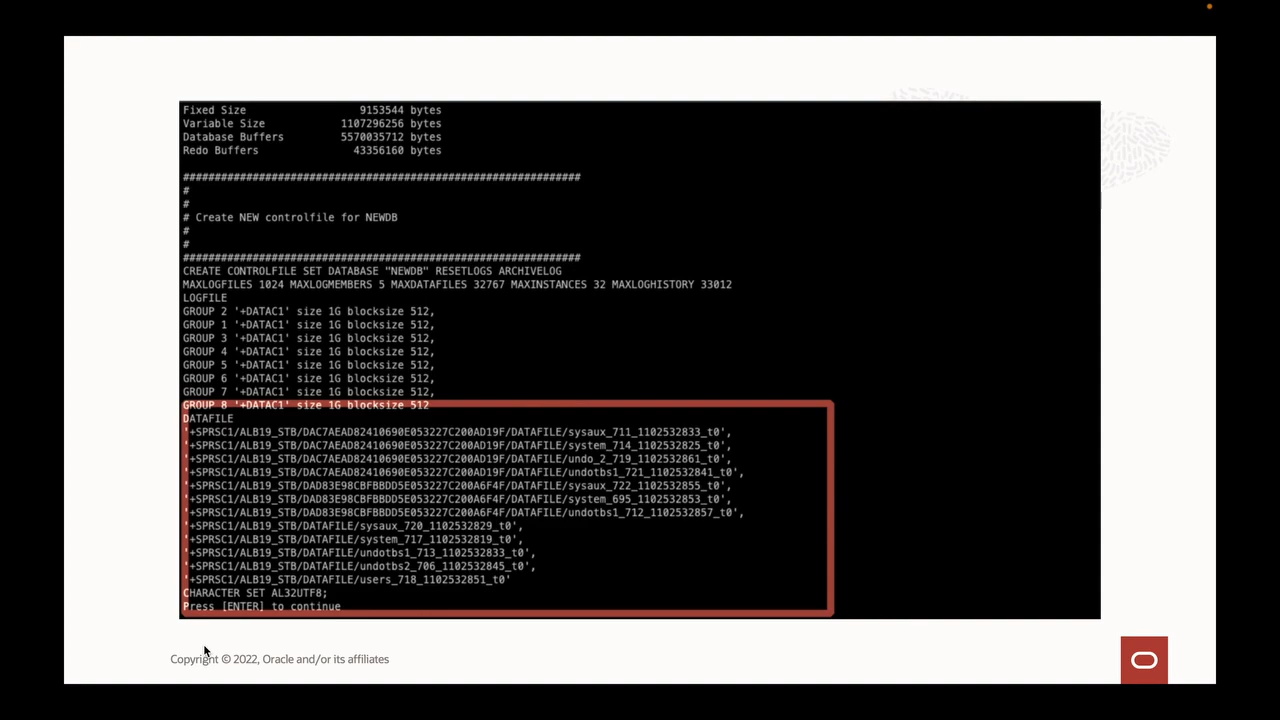 Fixed Size 9153544 bytes
Variable Size 1107296256 bytes
Database Buffers 5570035712 bytes
Redo Buffers 43356160 bytes
##############################################################
#
#
# Create NEW controlfile for NEWDB
#
#
##############################################################
CREATE CONTROLFILE SET DATABASE "NEWDB" RESETLOGS ARCHIVELOG
MAXLOGFILES 1024 MAXLOGMEMBERS 5 MAXDATAFILES 32767 MAXINSTANCES 32 MAXLOGHISTORY 33012
LOGFILE
GROUP 2 '+DATAC1' size 1G blocksize 512,
GROUP 1 '+DATAC1' size 1G blocksize 512,
GROUP 3 '+DATAC1' size 1G blocksize 512,
GROUP 4 '+DATAC1' size 1G blocksize 512,
GROUP 5 '+DATAC1' size 1G blocksize 512,
GROUP 6 '+DATAC1' size 1G blocksize 512,
GROUP 7 '+DATAC1' size 1G blocksize 512,
GROUP 8 '+DATAC1' size 1G blocksize 512
DATAFILE
'+SPRSC1/ALB19_STB/DAC7AEAD82410690E053227C200AD19F/DATAFILE/sysaux_711_1102532833_t0',
'+SPRSC1/ALB19_STB/DAC7AEAD82410690E053227C200AD19F/DATAFILE/system_714_1102532825_t0',
'+SPRSC1/ALB19_STB/DAC7AEAD82410690E053227C200AD19F/DATAFILE/undo_2_719_1102532861_t0',
'+SPRSC1/ALB19_STB/DAC7AEAD82410690E053227C200AD19F/DATAFILE/undotbs1_721_1102532841_t0',
'+SPRSC1/ALB19_STB/DAD83E98CBFBBDD5E053227C200A6F4F/DATAFILE/sysaux_722_1102532855_t0',
'+SPRSC1/ALB19_STB/DAD83E98CBFBBDD5E053227C200A6F4F/DATAFILE/system_695_1102532853_t0',
'+SPRSC1/ALB19_STB/DAD83E98CBFBBDD5E053227C200A6F4F/DATAFILE/undotbs1_712_1102532857_t0',
'+SPRSC1/ALB19_STB/DATAFILE/sysaux_720_1102532829_t0',
'+SPRSC1/ALB19_STB/DATAFILE/system_717_1102532819_t0',
'+SPRSC1/ALB19_STB/DATAFILE/undotbs1_713_1102532833_t0',
'+SPRSC1/ALB19_STB/DATAFILE/undotbs2_706_1102532845_t0',
'+SPRSC1/ALB19_STB/DATAFILE/users_718_1102532851_t0'
CHARACTER SET AL32UTF8;
Press [ENTER] to continue
Copyright © 2022, Oracle and/or its affiliates